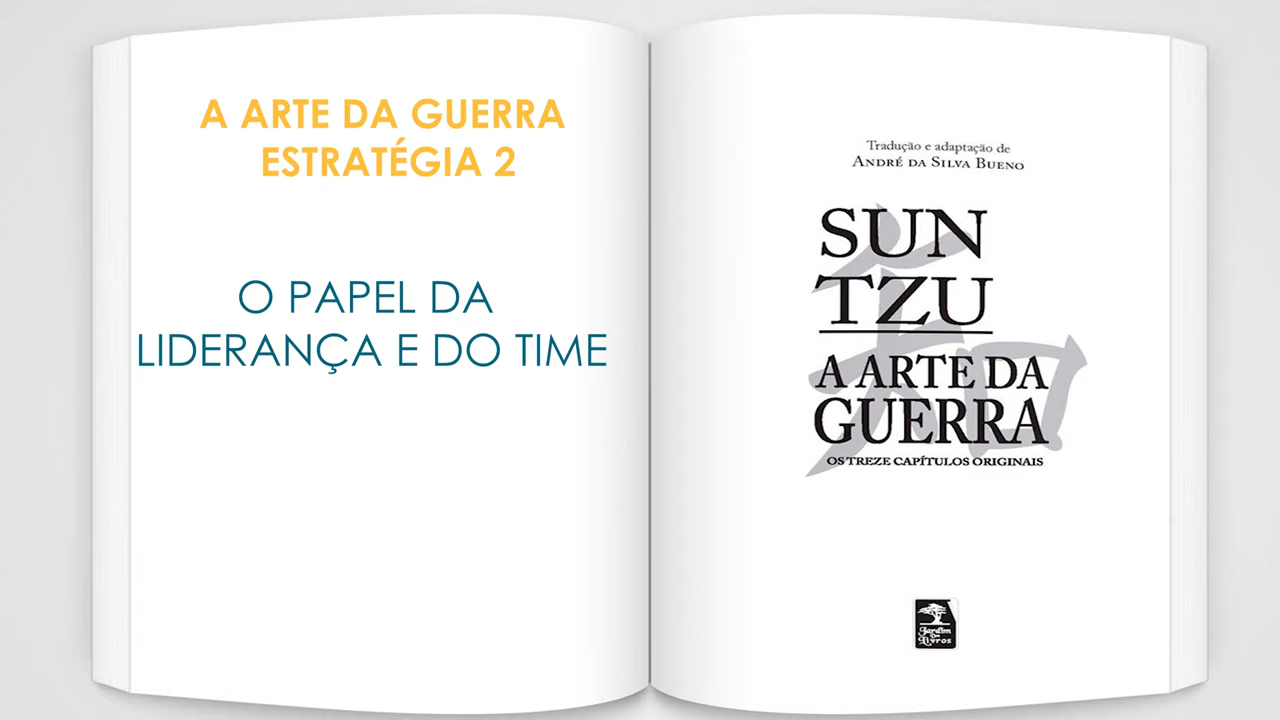 A ARTE DA GUERRA
ESTRATÉGIA 2
O PAPEL DA
LIDERANÇA E DO TIME
Tradução e adaptação de
ANDRÉ DA SILVA BUENO
SUN
TZU
A ARTE DA
GUERRA
OS TREZE CAPÍTULOS ORIGINAIS
Jardim
dos
Livros